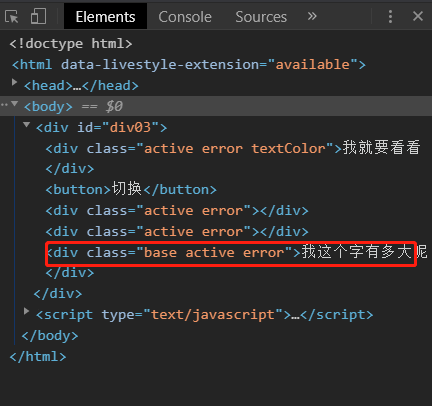 Elements Console Sources »
<!doctype html>
<html data-livestyle-extension="available">
<head>…</head>
<body> == $0
<div id="div03">
<div class="active error textColor">我就要看看
</div>
<button>切换</button>
<div class="active error"></div>
<div class="active error"></div>
<div class="base active error">我这个字有多大呢
</div>
</div>
<script type="text/javascript">…</script>
</body>
</html>